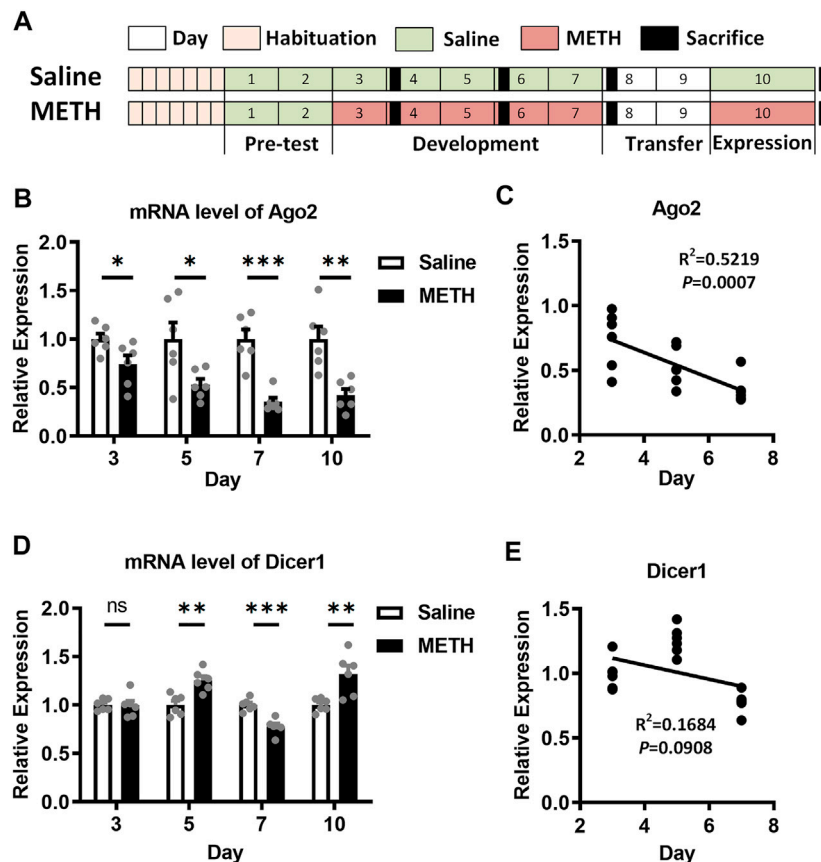 A
Day Habituation Saline METH Sacrifice
Saline 1 2 3 4 5 6 7 8 9 10
METH 1 2 3 4 5 6 7 8 9 10
Pre-test Development Transfer Expression
B
mRNA level of Ago2
Relative Expression
2.0
1.5
1.0
0.5
0.0
* * *** **
Saline
METH
3 5 7 10
Day
C
Ago2
Relative Expression
1.5
1.0
0.5
0.0
R²=0.5219
P=0.0007
2 4 6 8
Day
D
mRNA level of Dicer1
Relative Expression
2.0
1.5
1.0
0.5
0.0
ns ** *** **
Saline
METH
3 5 7 10
Day
E
Dicer1
Relative Expression
1.5
1.0
0.5
0.0
R²=0.1684
P=0.0908
2 4 6 8
Day